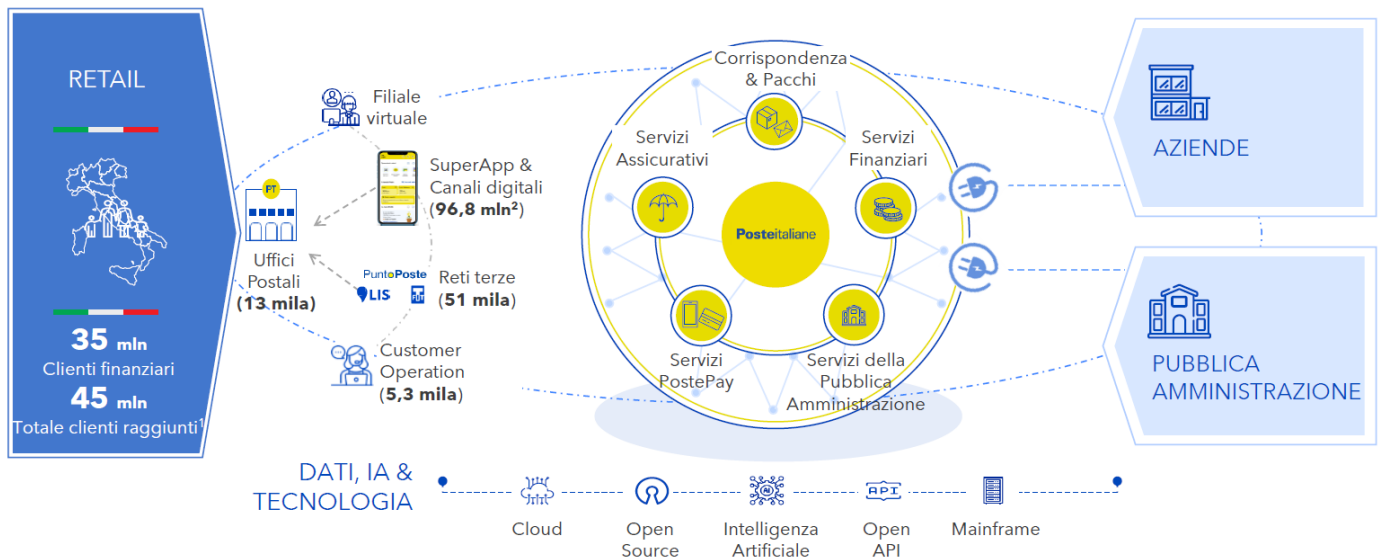 RETAIL
35 mln
Clienti finanziari
45 mln
Totale clienti raggiunti¹
PT
Uffici
Postali
(13 mila)
Filiale
virtuale
SuperApp &
Canali digitali
(96,8 mln²)
PuntoPoste
LIS
Reti terze
(51 mila)
Customer
Operation
(5,3 mila)
Corrispondenza
& Pacchi
Servizi
Assicurativi
Servizi
Finanziari
Posteitaliane
Servizi
PostePay
Servizi della
Pubblica
Amministrazione
AZIENDE
PUBBLICA
AMMINISTRAZIONE
DATI, IA &
TECNOLOGIA
Cloud
Open
Source
AI
Intelligenza
Artificiale
API
Open
API
Mainframe